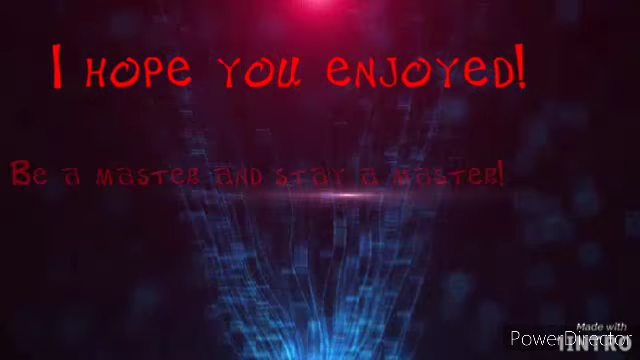 I hope you enjoyed!
Be a master and stay a master!
Made with
PowerDirector
INTRO